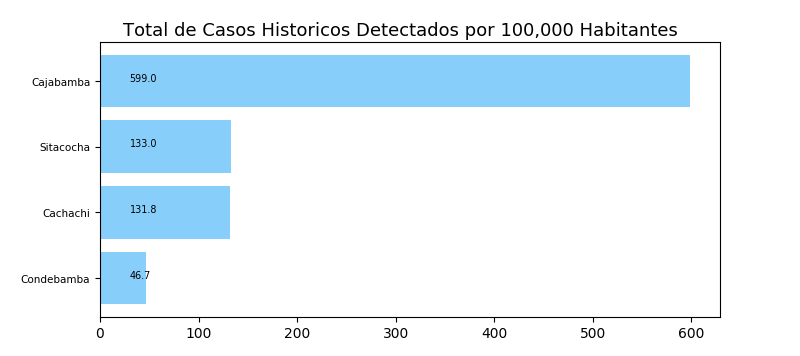 Total de Casos Historicos Detectados por 100,000 Habitantes
Cajabamba 599.0
Sitacocha 133.0
Cachachi 131.8
Condebamba 46.7
0 100 200 300 400 500 600